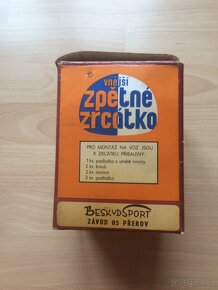 vnější
zpětné
zrcátko
PRO MONTÁŽ NA VŮZ JSOU
K ZRCÁTKU PŘIBALENY:
1 ks podložka z umělé hmoty
2 ks šroub
2 ks matice
2 ks podložka
BESKYDSPORT
ZÁVOD 05 PŘEROV